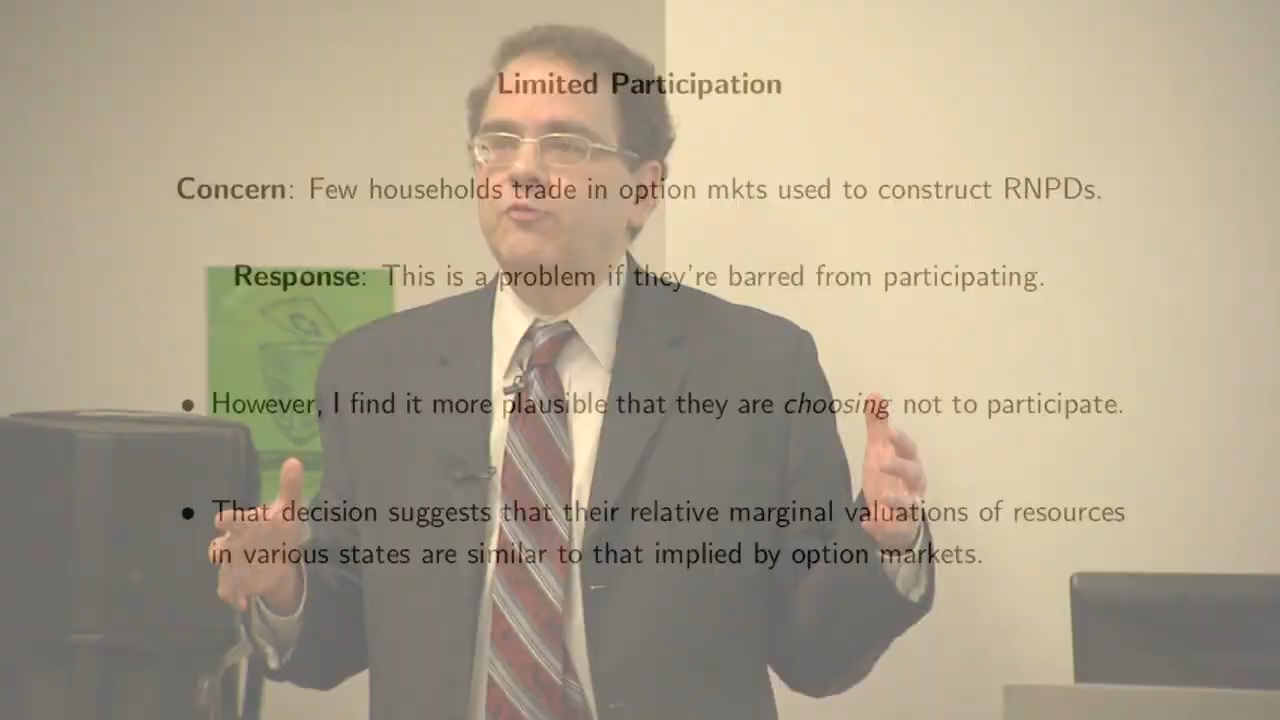 Limited Participation
Concern: Few households trade in option mkts used to construct RNPDs.
Response: This is a problem if they're barred from participating.
• However, I find it more plausible that they are choosing not to participate.
• That decision suggests that their relative marginal valuations of resources
in various states are similar to that implied by option markets.